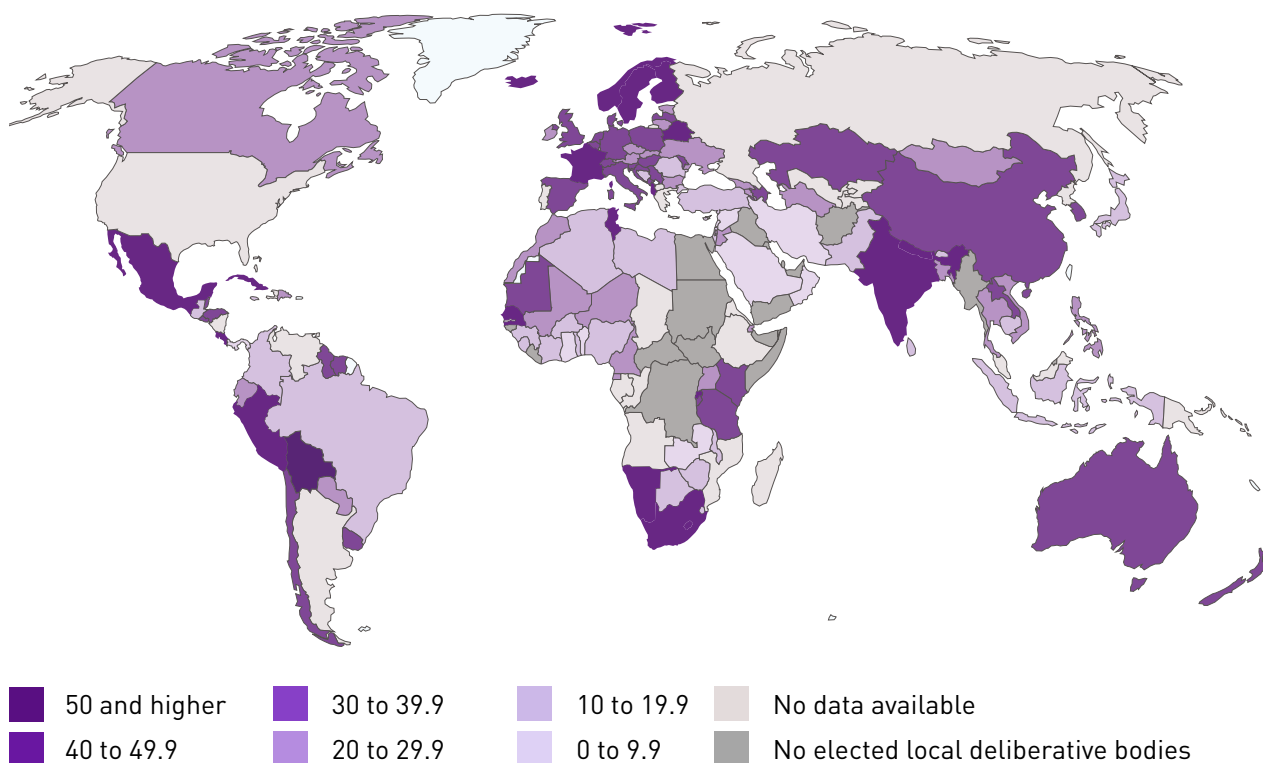 50 and higher
30 to 39.9
10 to 19.9
No data available
40 to 49.9
20 to 29.9
0 to 9.9
No elected local deliberative bodies